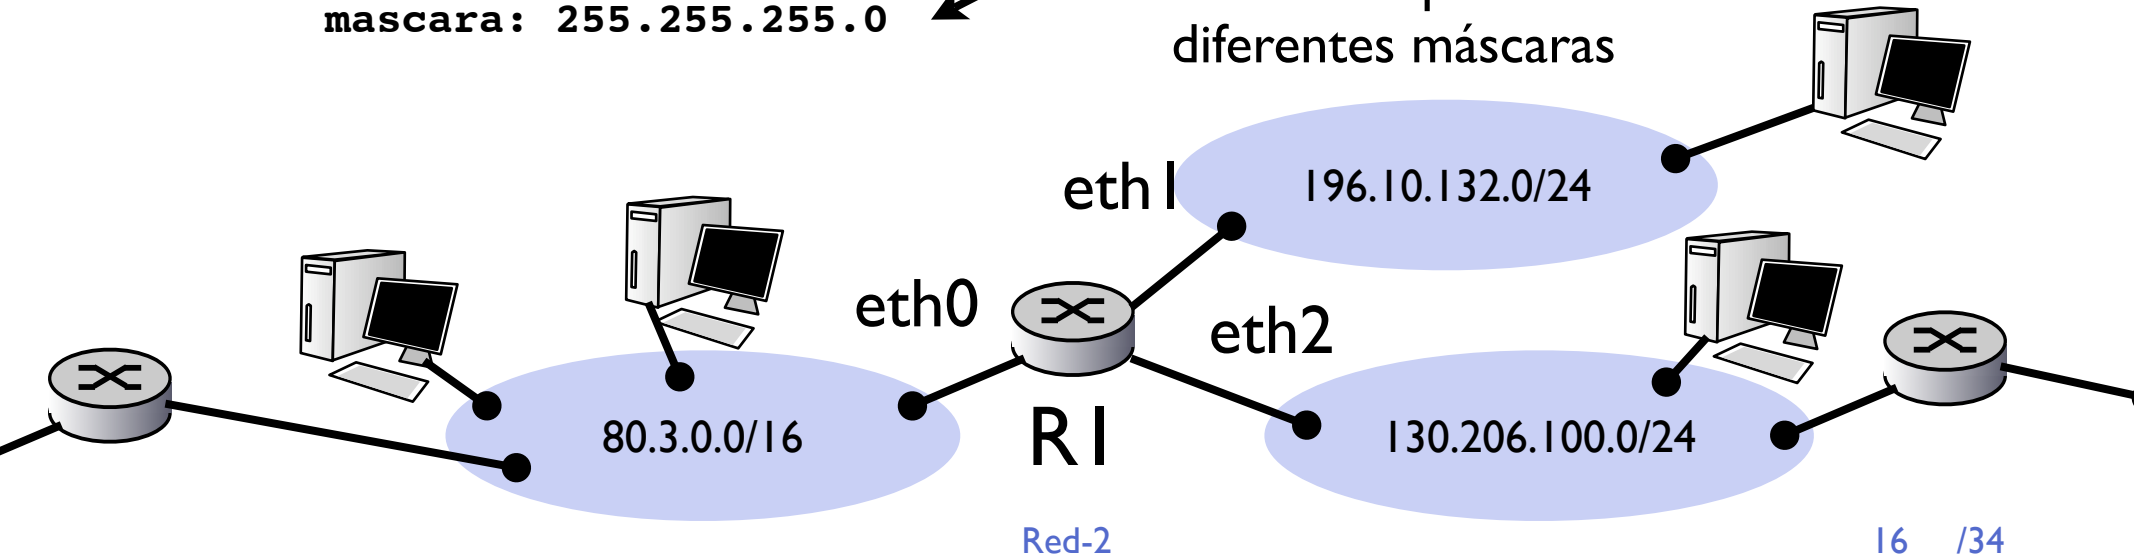 mascara: 255.255.255.0
diferentes máscaras
eth1
196.10.132.0/24
eth0
eth2
80.3.0.0/16
R1
130.206.100.0/24
Red-2
16 /34